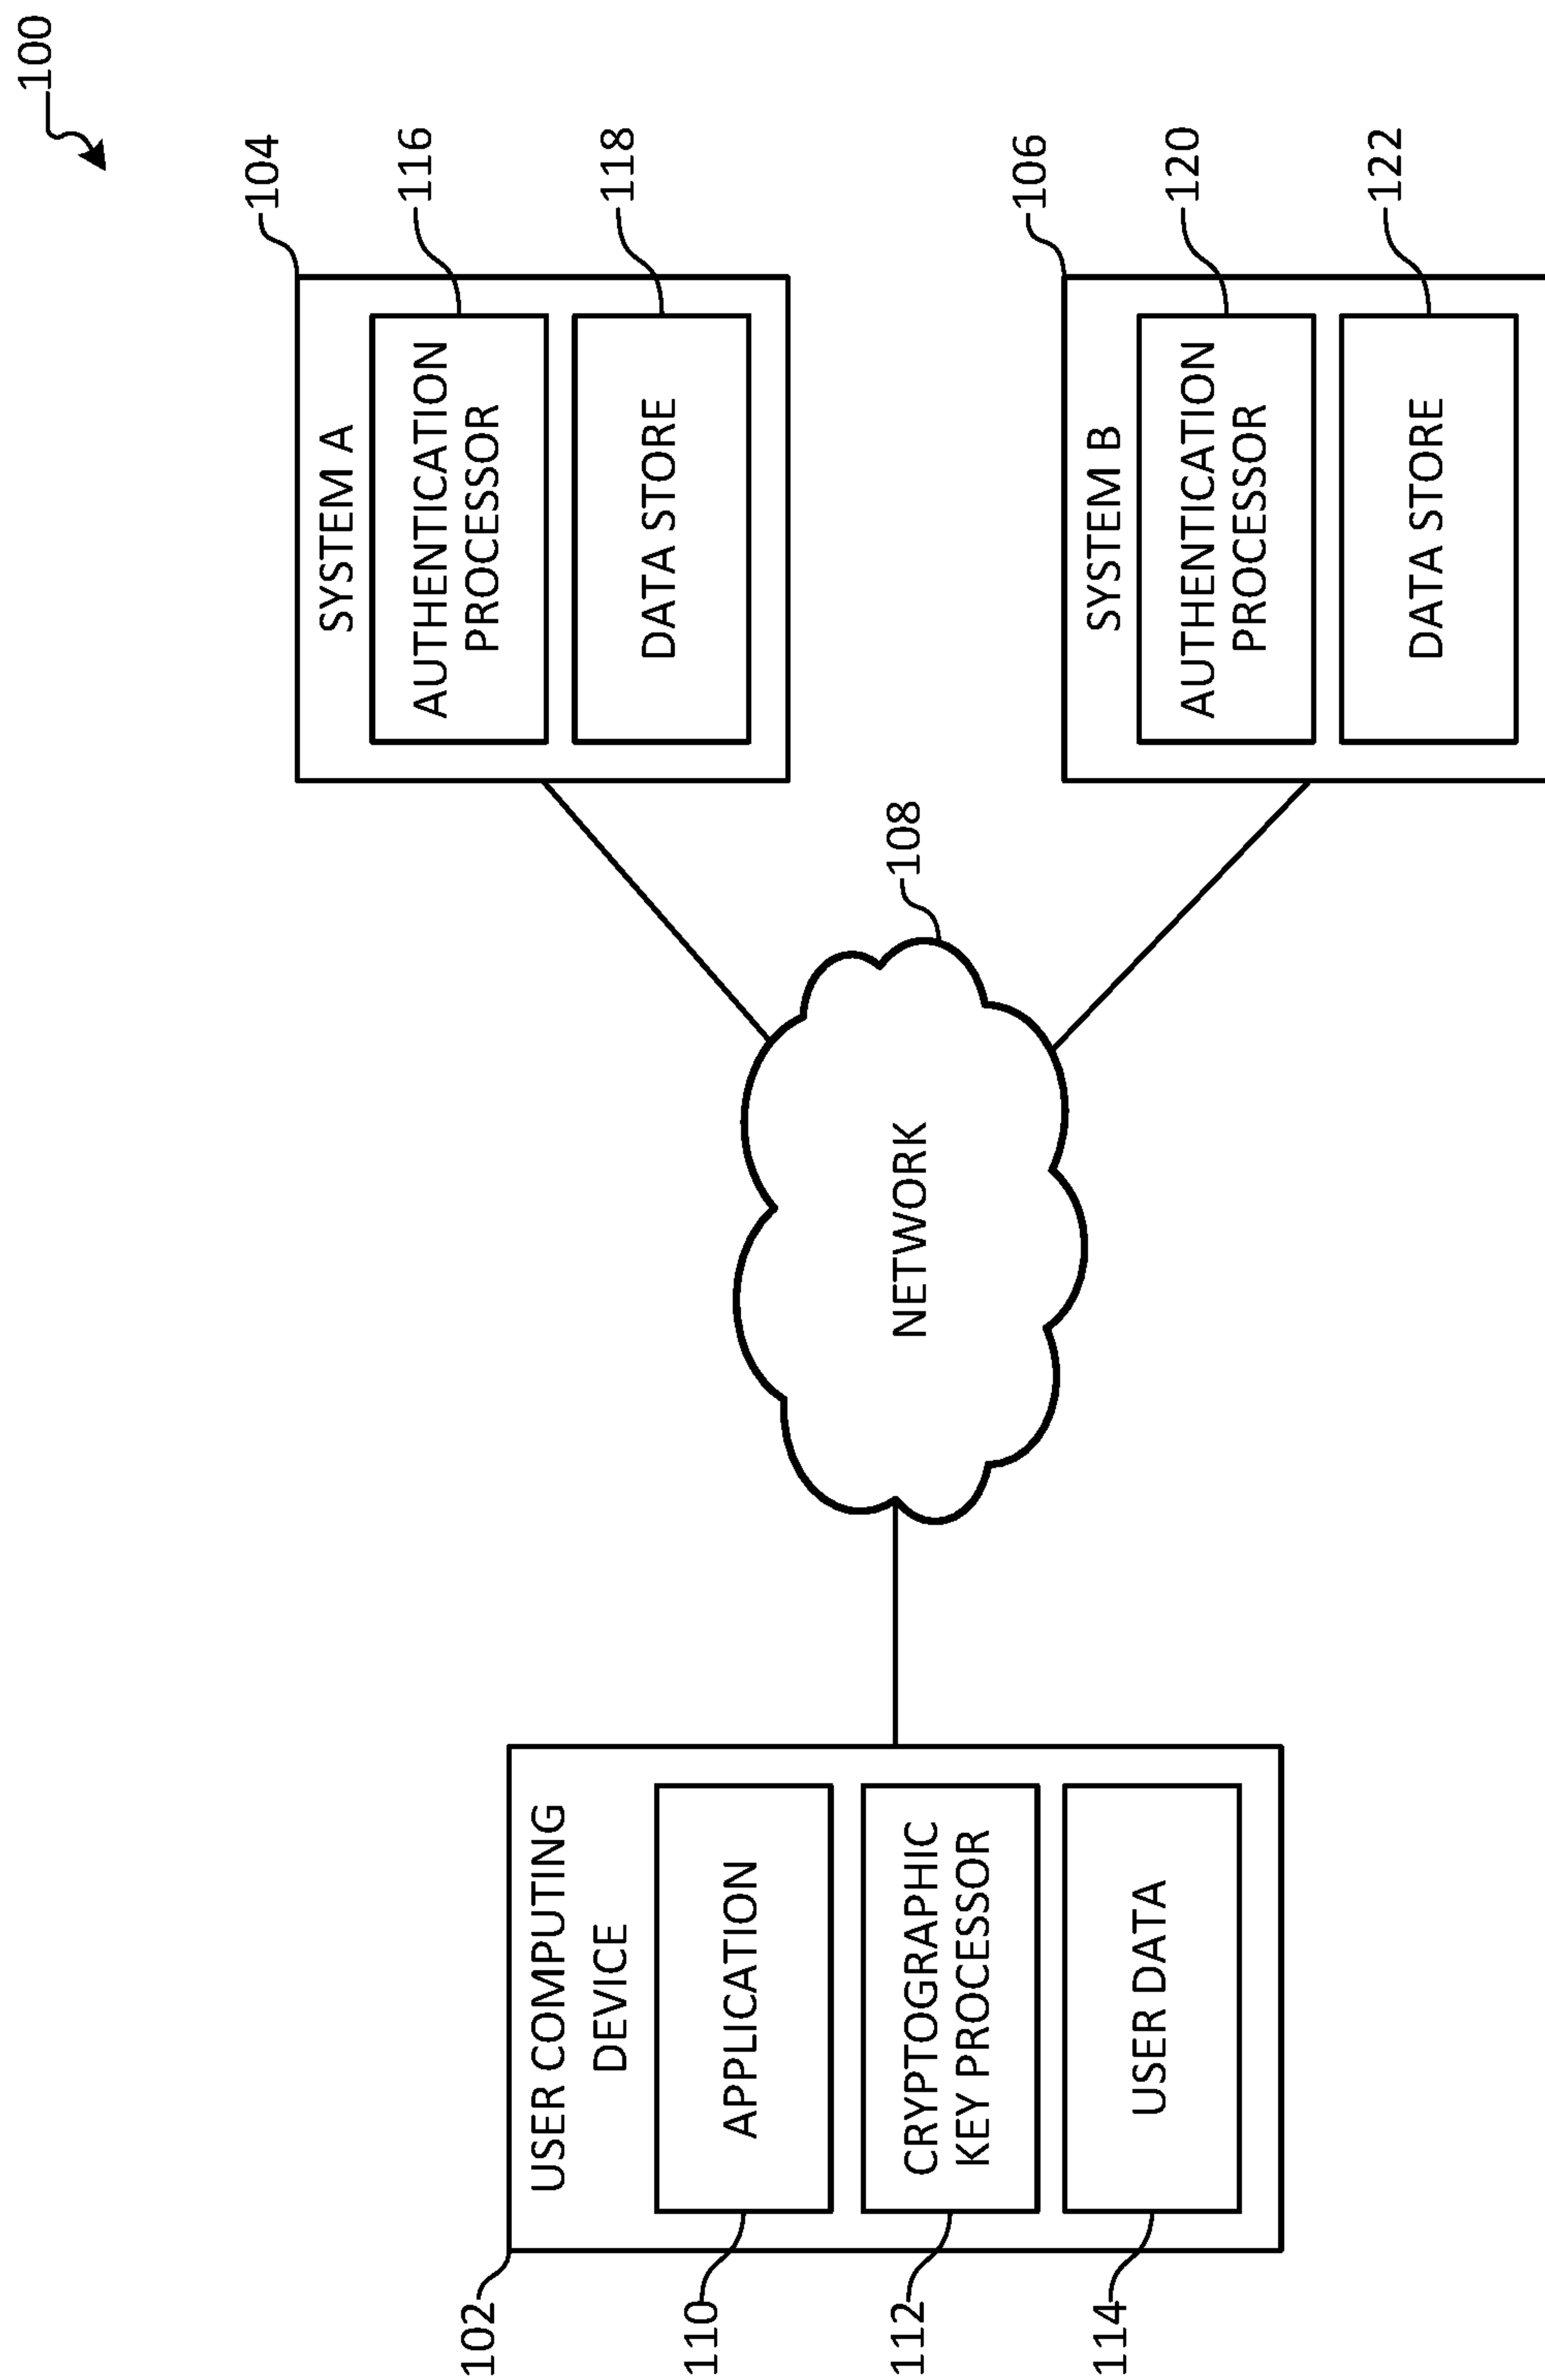 100
102
USER COMPUTING
DEVICE
110
APPLICATION
112
CRYPTOGRAPHIC
KEY PROCESSOR
114
USER DATA
NETWORK
108
104
SYSTEM A
116
AUTHENTICATION
PROCESSOR
118
DATA STORE
106
SYSTEM B
120
AUTHENTICATION
PROCESSOR
122
DATA STORE